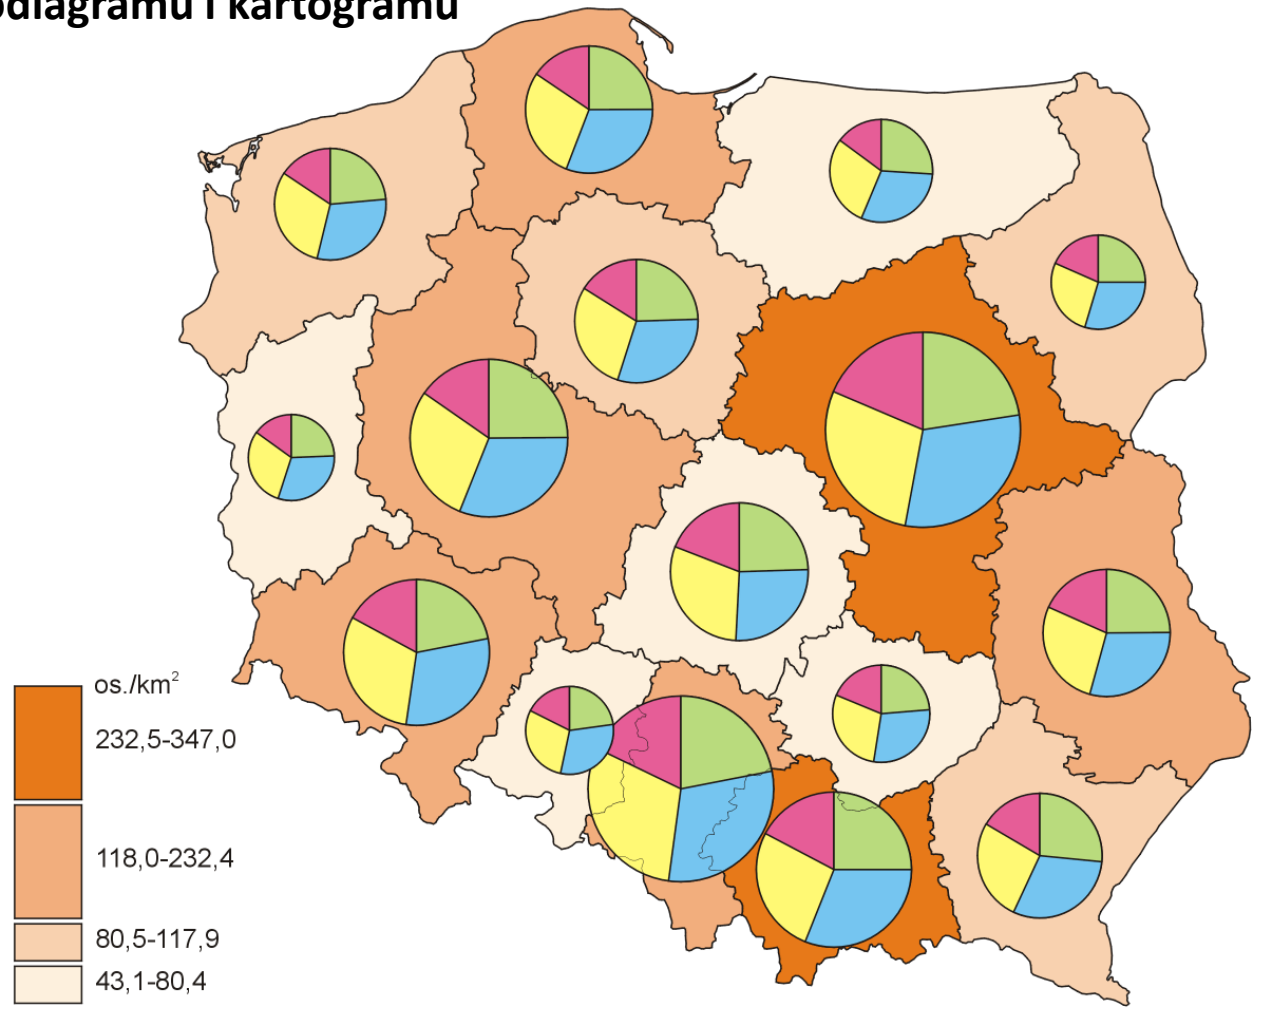 odiagramu i kartogramu
os./km²
232,5-347,0
118,0-232,4
80,5-117,9
43,1-80,4